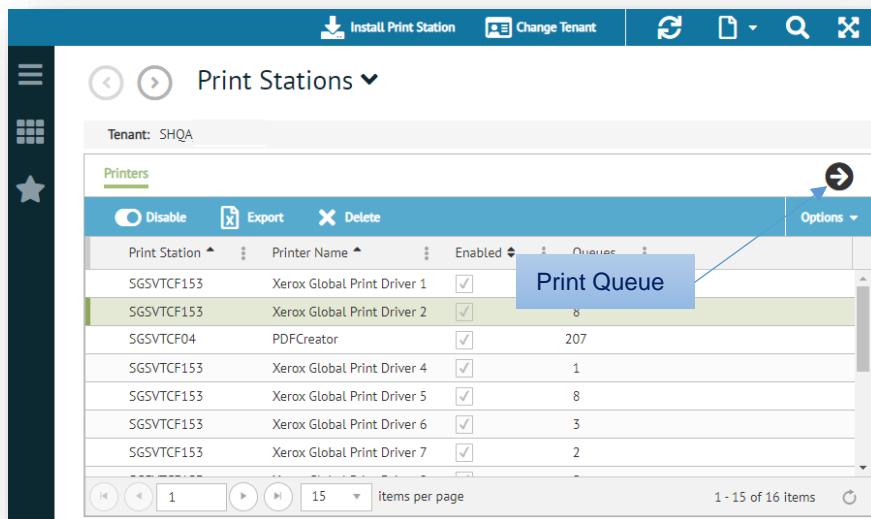 Install Print Station Change Tenant
Print Stations
Tenant: SHQA
Printers
Disable Export Delete Options
Print Station Printer Name Enabled Queues
SGSVTCF153 Xerox Global Print Driver 1
Print Queue
SGSVTCF153 Xerox Global Print Driver 2 8
SGSVTCF04 PDFCreator 207
SGSVTCF153 Xerox Global Print Driver 4 1
SGSVTCF153 Xerox Global Print Driver 5 8
SGSVTCF153 Xerox Global Print Driver 6 3
SGSVTCF153 Xerox Global Print Driver 7 2
1 15 items per page 1 - 15 of 16 items